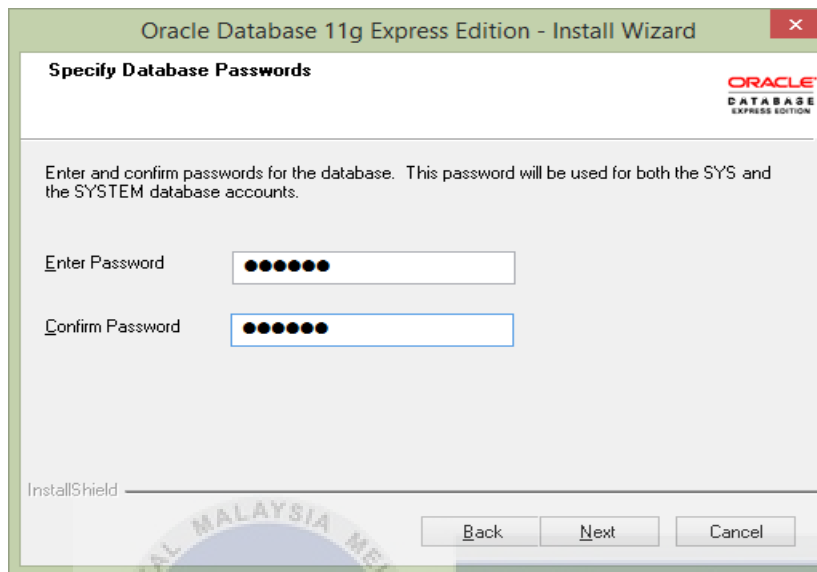 Oracle Database 11g Express Edition - Install Wizard
Specify Database Passwords
ORACLE
DATABASE
EXPRESS EDITION
Enter and confirm passwords for the database. This password will be used for both the SYS and
the SYSTEM database accounts.
Enter Password
●●●●●●
Confirm Password
●●●●●●
InstallShield
MALAYSIA
Back
Next
Cancel